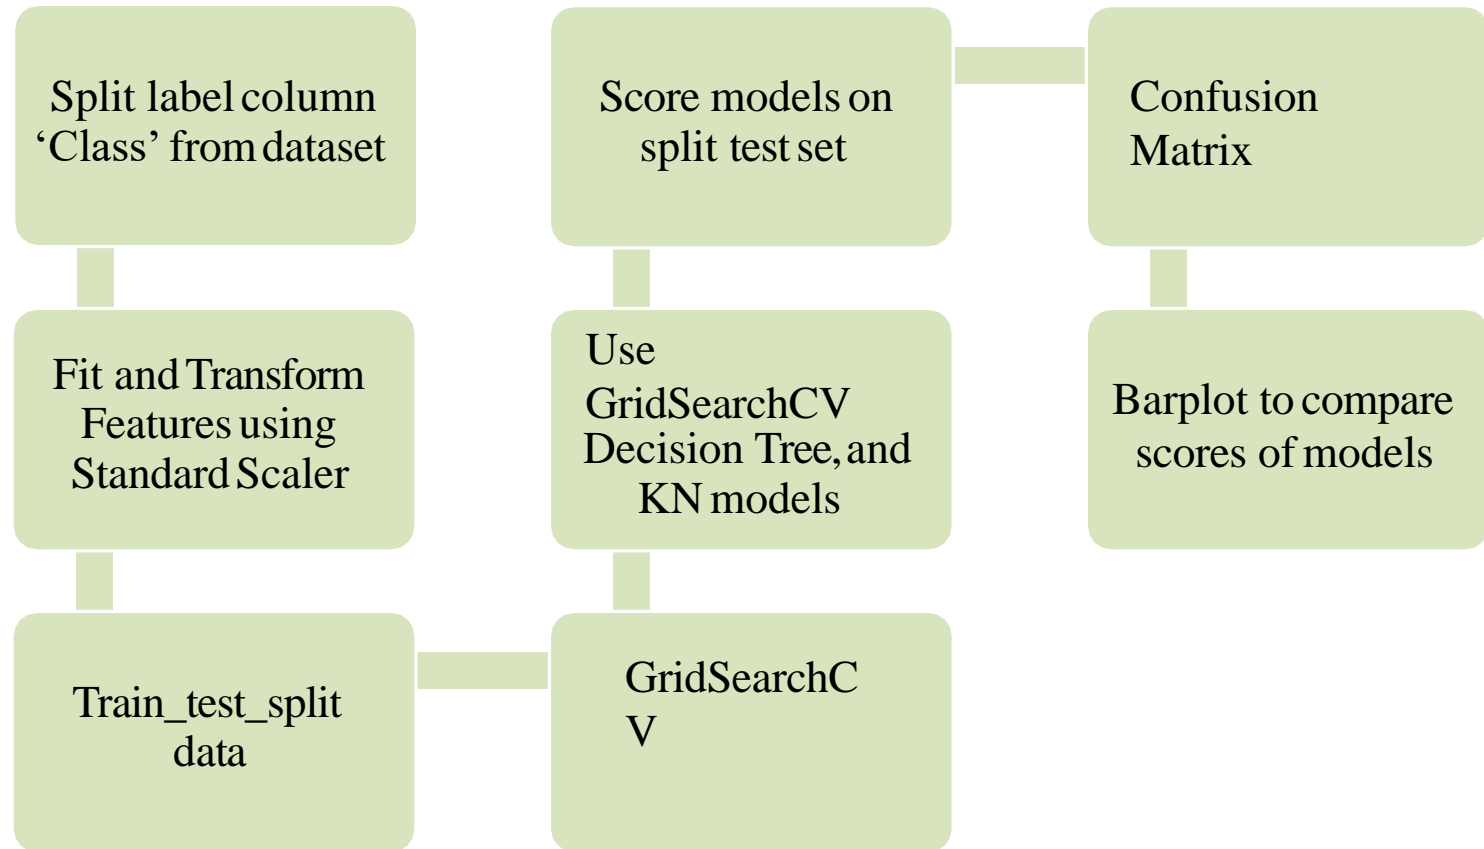 Split label column
‘Class’ from dataset
Fit and Transform
Features using
Standard Scaler
Train_test_split
data
GridSearchC
V
Use
GridSearchCV
Decision Tree, and
KN models
Score models on
split test set
Confusion
Matrix
Barplot to compare
scores of models